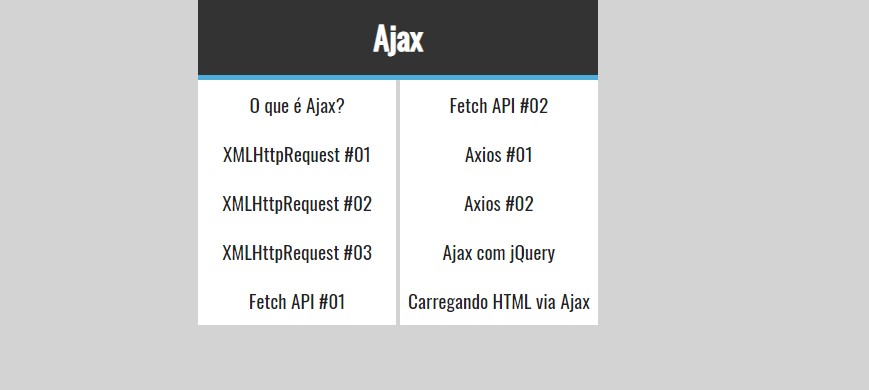 Ajax
O que é Ajax?
XMLHttpRequest #01
XMLHttpRequest #02
XMLHttpRequest #03
Fetch API #01
Fetch API #02
Axios #01
Axios #02
Ajax com jQuery
Carregando HTML via Ajax